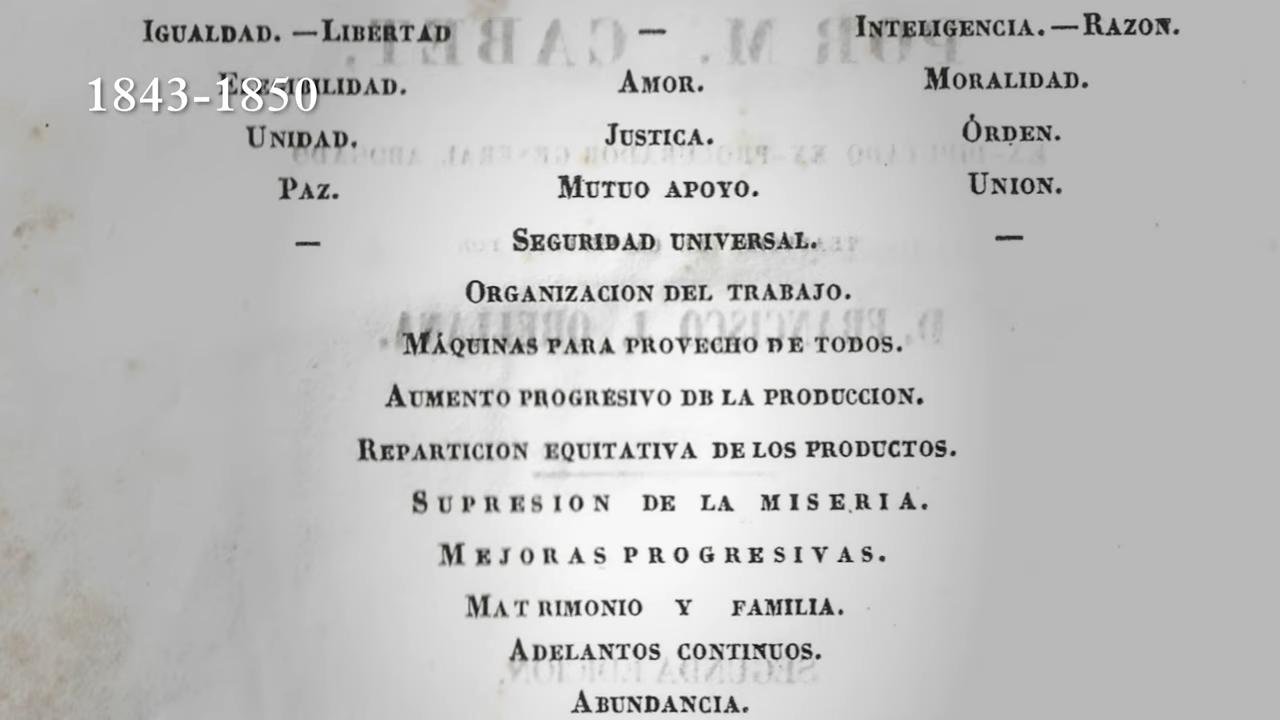 IGUALDAD. —LIBERTAD — INTELIGENCIA.—RAZON.
1843-1850 AMOR. MORALIDAD.
UNIDAD. JUSTICA. ÓRDEN.
PAZ. MUTUO APOYO. UNION.
— SEGURIDAD UNIVERSAL. —
ORGANIZACION DEL TRABAJO.
MÁQUINAS PARA PROVECHO DE TODOS.
AUMENTO PROGRESIVO DB LA PRODUCCION.
REPARTICION EQUITATIVA DE LOS PRODUCTOS.
SUPRESION DE LA MISERIA.
MEJORAS PROGRESIVAS.
MATRIMONIO Y FAMILIA.
ADELANTOS CONTINUOS.
ABUNDANCIA.